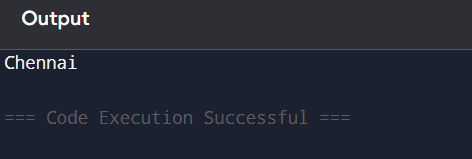 Output
Chennai
=== Code Execution Successful ===